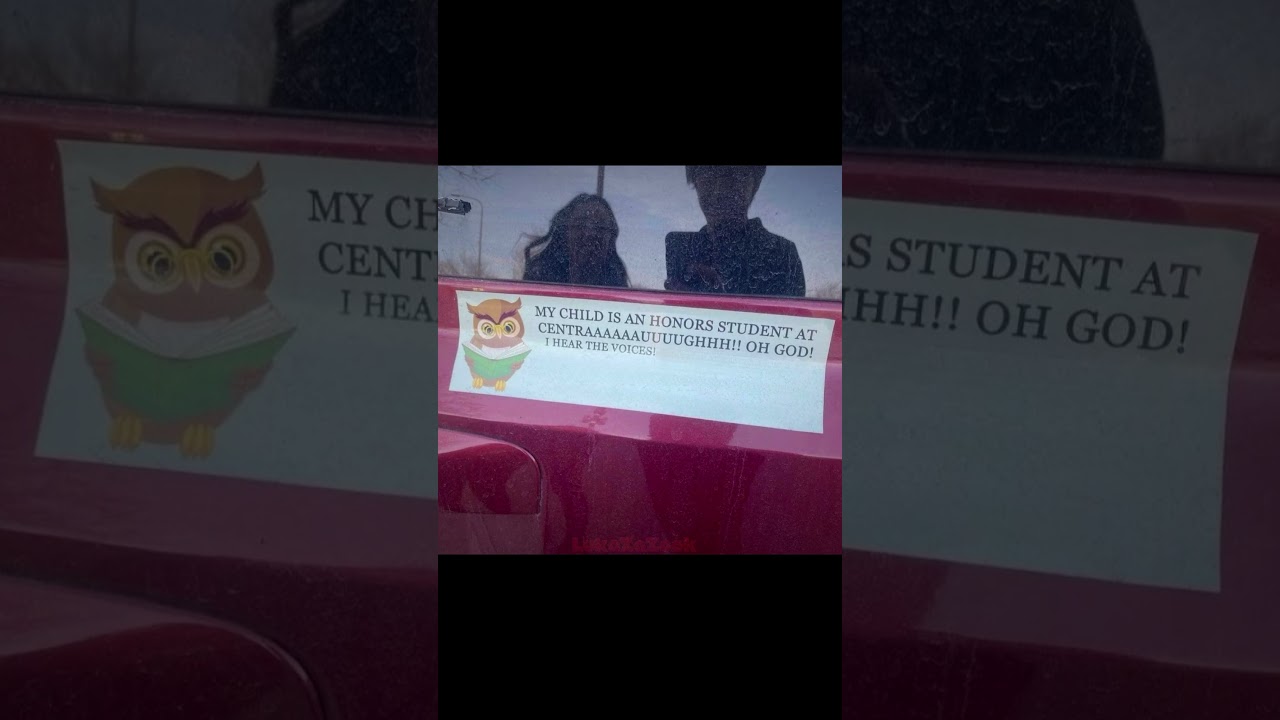 MY CHILD IS AN HONORS STUDENT AT
CENTRAAAAAAUUUUGHHH!! OH GOD!
I HEAR THE VOICES!